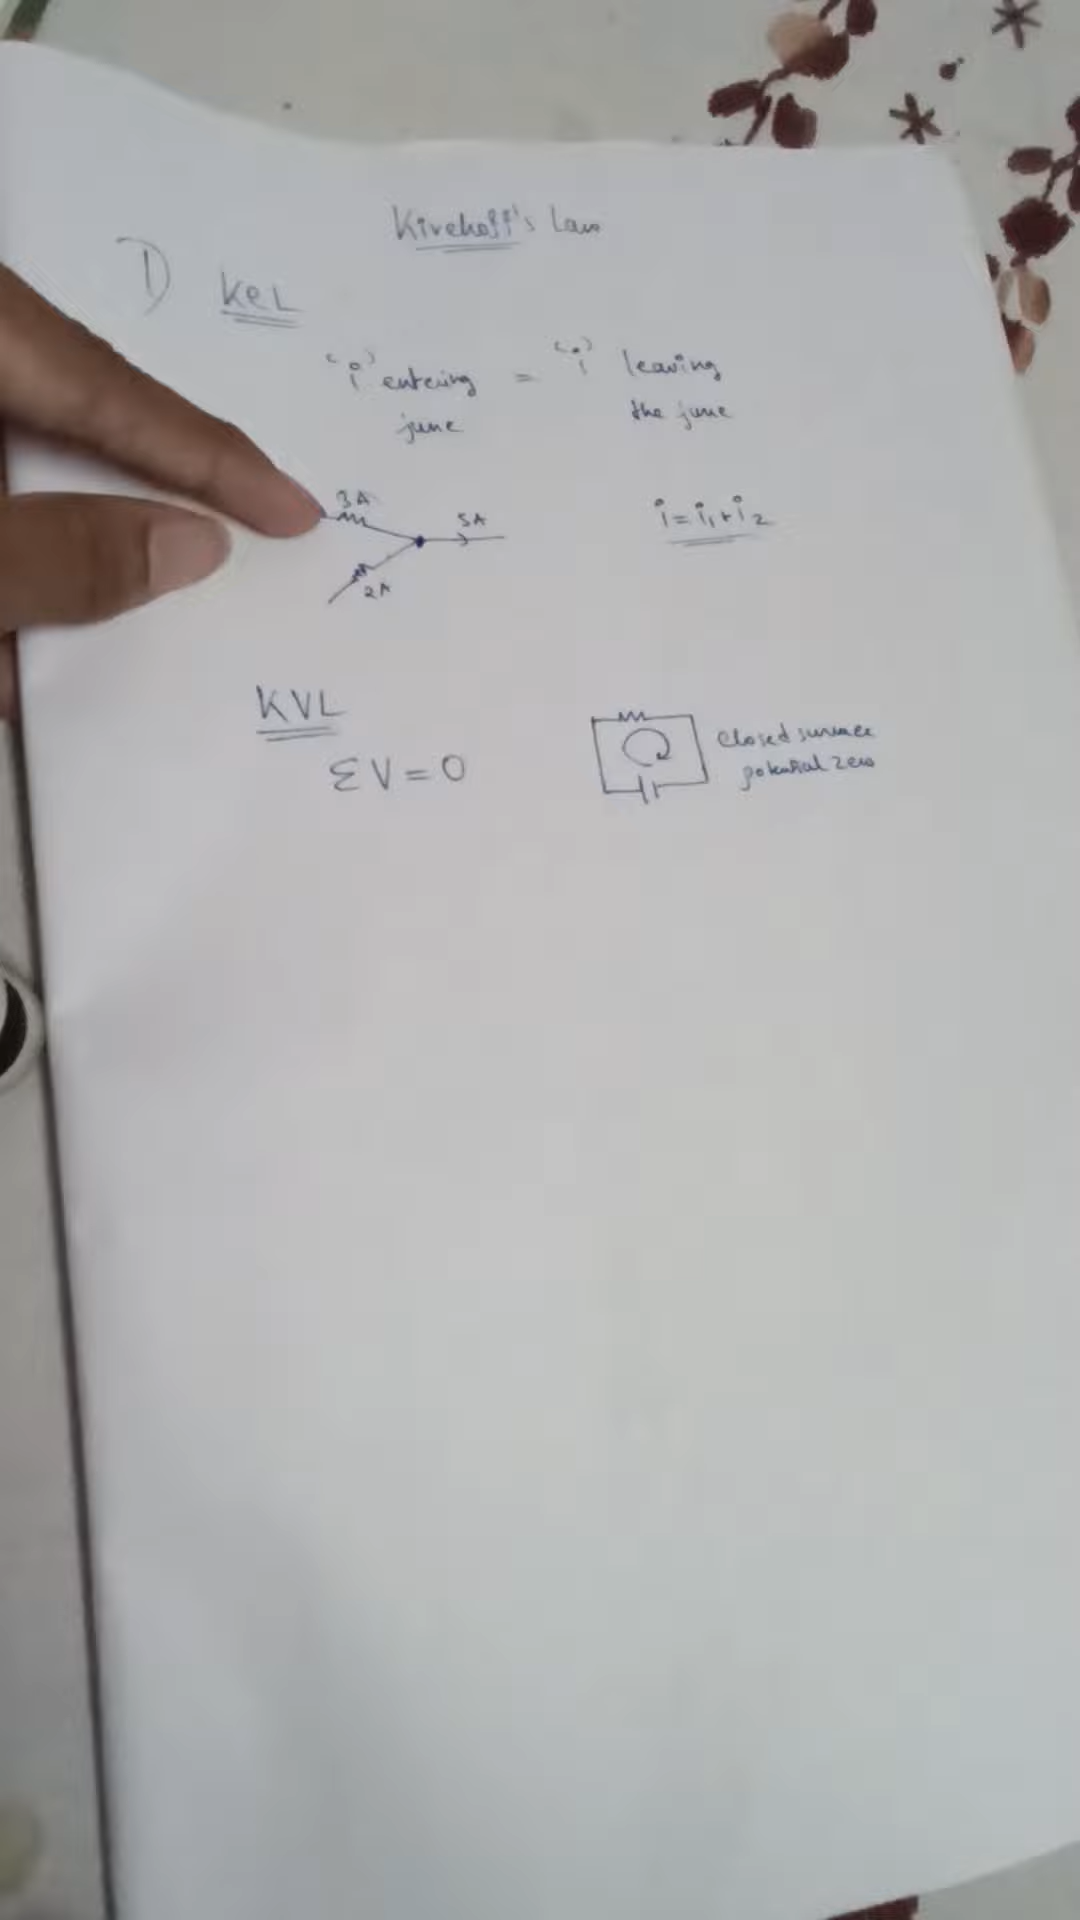 Kirchoff's Law
1) KCL
"i" entering = "i" leaving
junc the junc
3A
5A
i = i1 + i2
2A
KVL
ΣV = 0
closed surface
potential zero